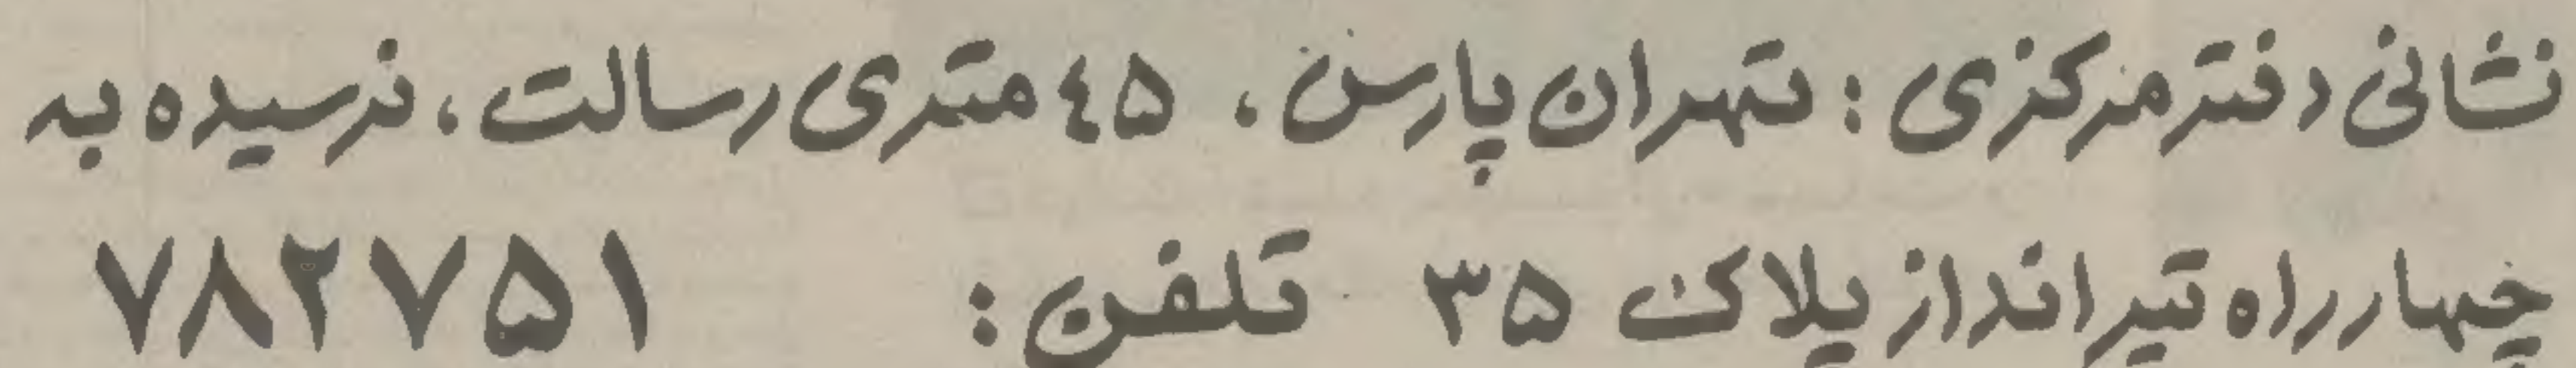 نشانی دفتر مرکزی : تهران پارس ، ۴۵ متری رسالت ، نرسیده به
چهارراه تیرانداز پلاک ۳۵ تلفن : ۷۸۲۷۵۱